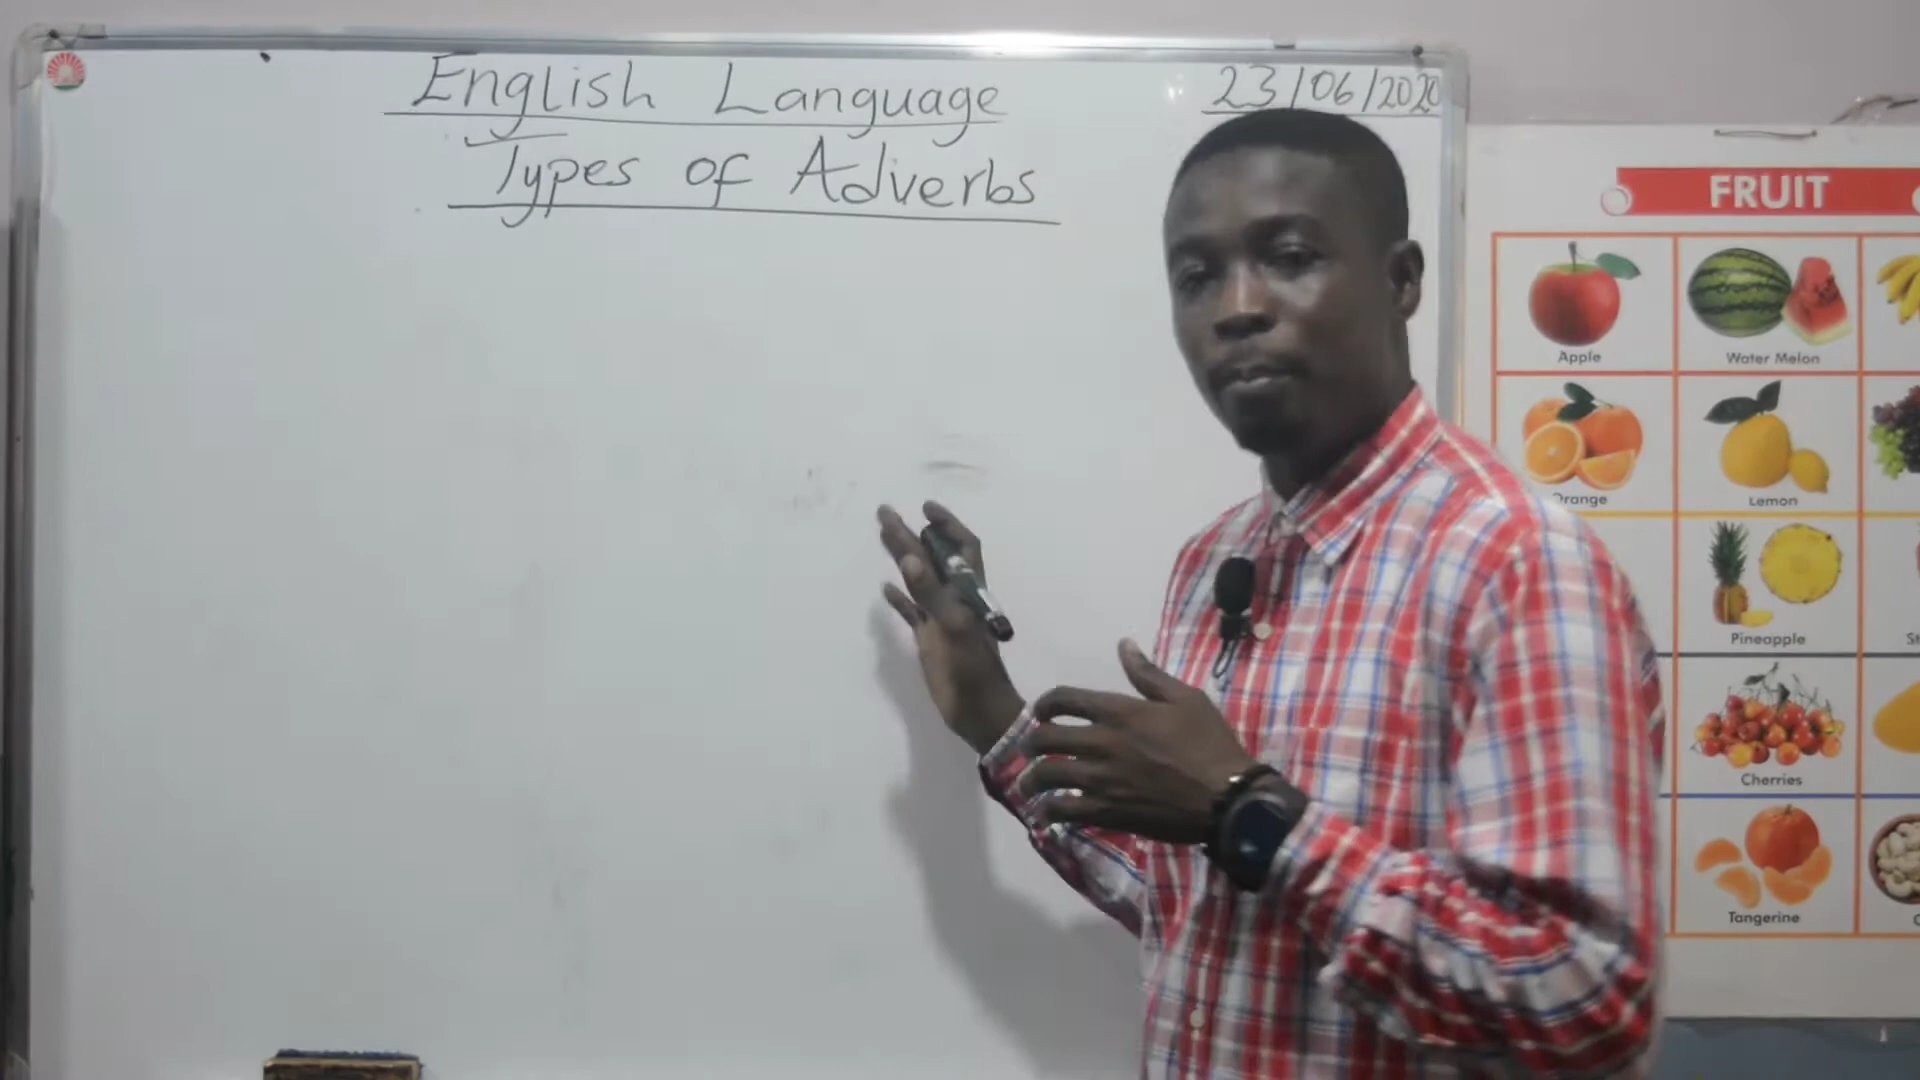 English Language
23/06/2020
Types of Adverbs
FRUIT
Apple
Water Melon
Orange
Lemon
Pineapple
Cherries
Tangerine